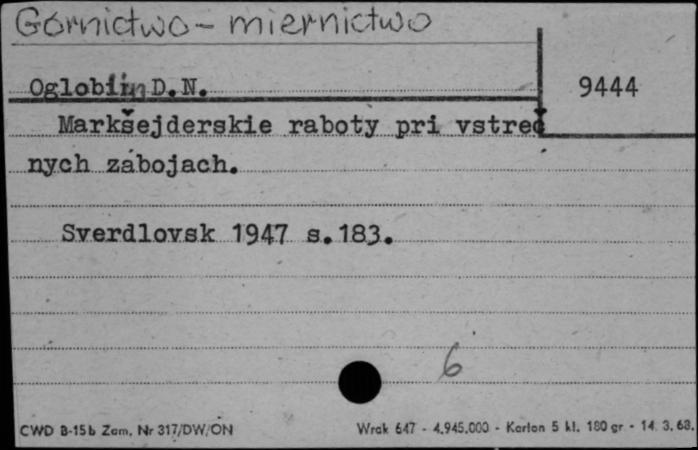 Górnictwo - miernictwo
Oglobin D.N.
9444
Markšejderskie raboty pri vstreč
nych zabojach.
Sverdlovsk 1947 s.183.
6
CWD B-15b Zam. Nr 317/DW/ON
Wrak 647 - 4.945.000 - Karton 5 kl. 180 gr - 14. 3. 63.